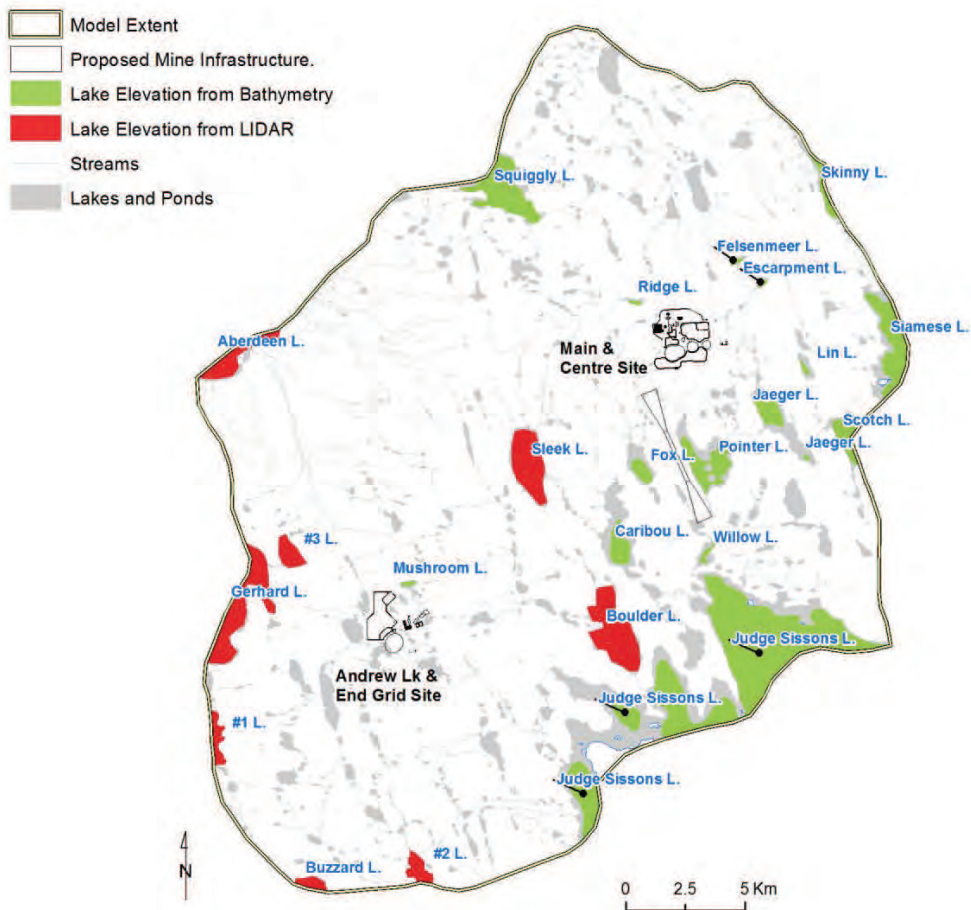 Model Extent
Proposed Mine Infrastructure.
Lake Elevation from Bathymetry
Lake Elevation from LIDAR
Streams
Lakes and Ponds
Squiggly L.
Skinny L.
Felsenmeer L.
Escarpment L.
Ridge L.
Siamese L.
Aberdeen L.
Main &
Centre Site
Lin L.
Jaeger L.
Scotch L.
Jaeger L.
Sleek L.
Fox L.
Pointer L.
Caribou L.
Willow L.
#3 L.
Mushroom L.
Gerhard L.
Boulder L.
Judge Sissons L.
Andrew Lk &
End Grid Site
Judge Sissons L.
#1 L.
Judge Sissons L.
#2 L.
Buzzard L.
N
0 2.5 5 Km